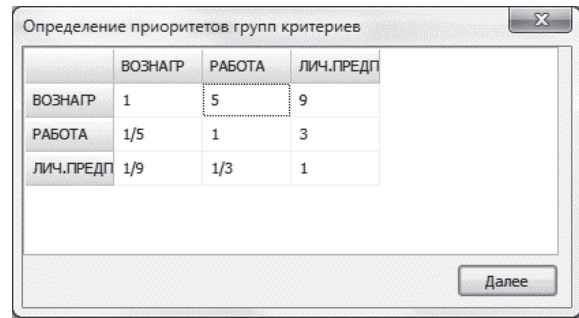 Определение приоритетов групп критериев
ВОЗНАГР РАБОТА ЛИЧ.ПРЕДП
ВОЗНАГР 1 5 9
РАБОТА 1/5 1 3
ЛИЧ.ПРЕДП 1/9 1/3 1
Далее